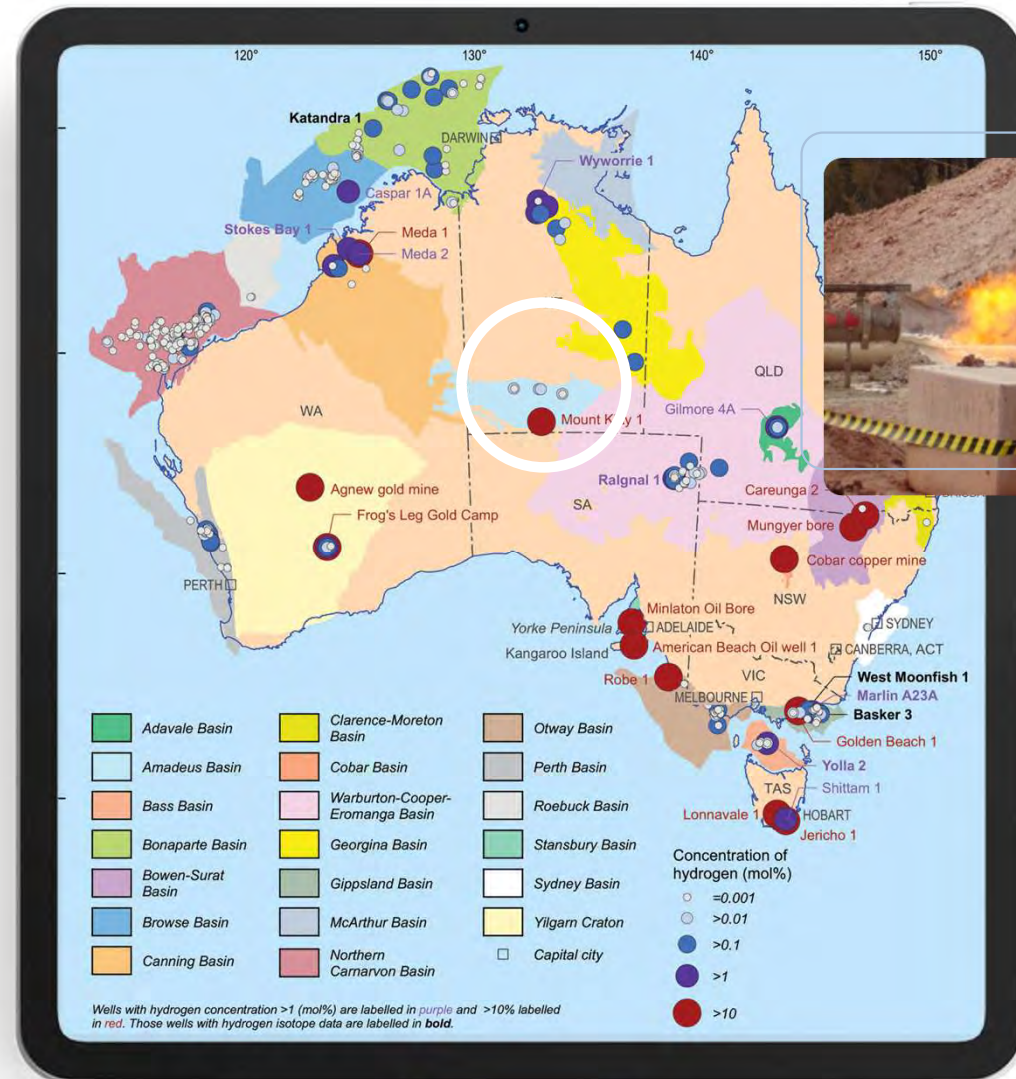 120°
130°
140°
150°
Katandra 1
DARWIN
Wyworrie 1
Caspar 1A
Stokes Bay 1
Meda 1
Meda 2
QLD
WA
Gilmore 4A
Mount Kitty 1
Ralgnal 1
Careunga 2
Agnew gold mine
SA
Frog's Leg Gold Camp
Mungyer bore
Cobar copper mine
PERTH
NSW
Minlaton Oil Bore
Yorke Peninsula
ADELAIDE
SYDNEY
Kangaroo Island
American Beach Oil well 1
CANBERRA, ACT
VIC
Robe 1
West Moonfish 1
MELBOURNE
Marlin A23A
Basker 3
Golden Beach 1
Yolla 2
TAS
Shittam 1
Lonnavale 1
HOBART
Jericho 1
Adavale Basin
Amadeus Basin
Bass Basin
Bonaparte Basin
Bowen-Surat
Basin
Browse Basin
Canning Basin
Clarence-Moreton
Basin
Cobar Basin
Warburton-Cooper-
Eromanga Basin
Georgina Basin
Gippsland Basin
McArthur Basin
Northern
Carnarvon Basin
Otway Basin
Perth Basin
Roebuck Basin
Stansbury Basin
Sydney Basin
Yilgarn Craton
Capital city
Concentration of
hydrogen (mol%)
=0.001
>0.01
>0.1
>1
>10
Wells with hydrogen concentration >1 (mol%) are labelled in purple and >10% labelled
in red. Those wells with hydrogen isotope data are labelled in bold.